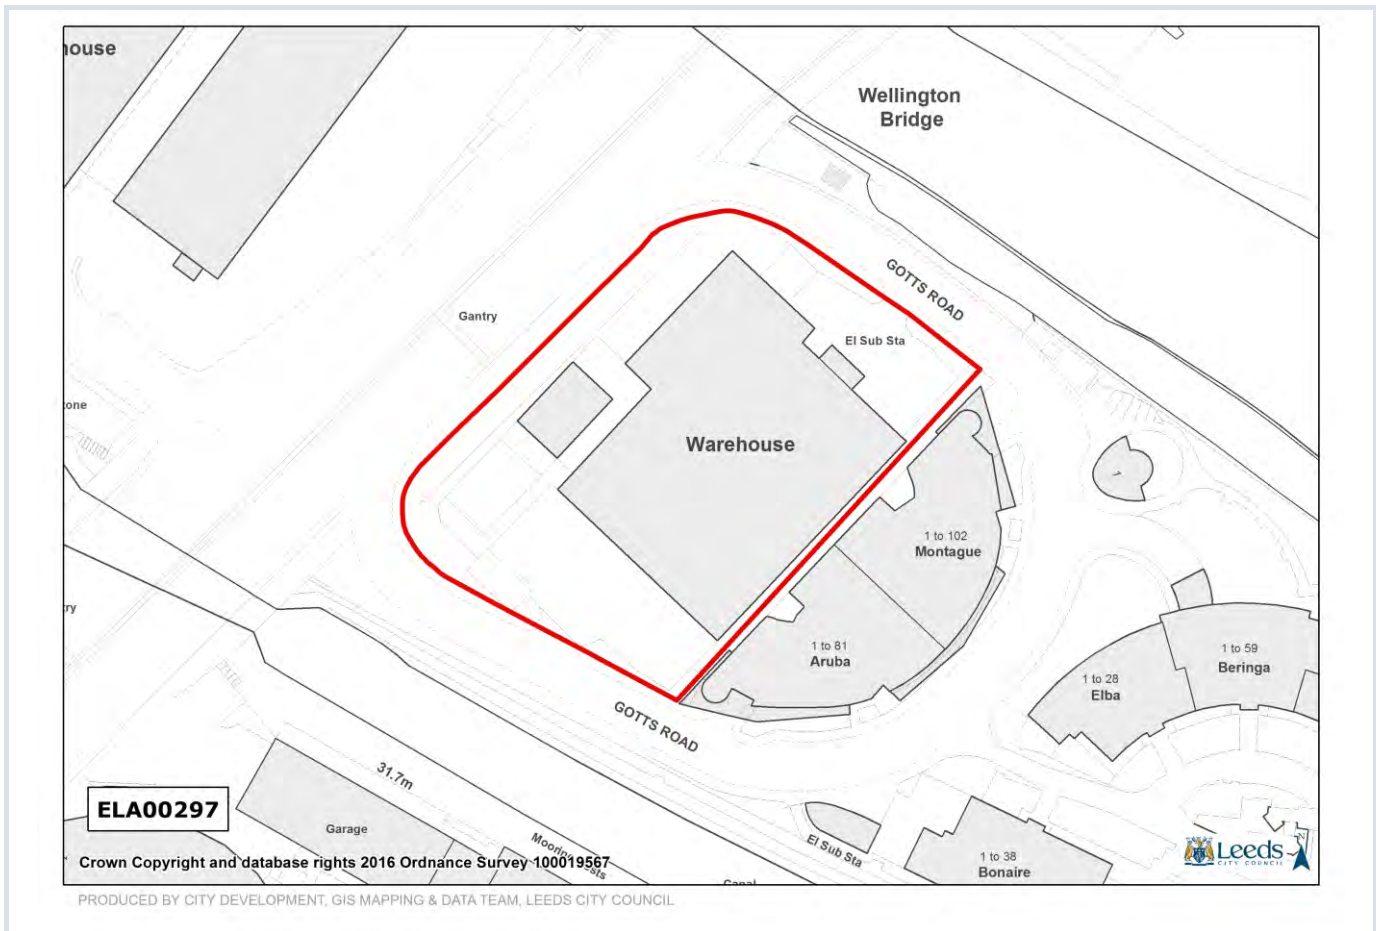 Wellington
Bridge
GOTTS ROAD
Gantry
El Sub Sta
Warehouse
1
1 to 102
Montague
1 to 81
Aruba
1 to 59
Beringa
1 to 28
Elba
GOTTS ROAD
31.7m
ELA00297
Garage
El Sub Sta
1 to 38
Bonaire
Leeds
CITY COUNCIL
N
Crown Copyright and database rights 2016 Ordnance Survey 100019567
PRODUCED BY CITY DEVELOPMENT, GIS MAPPING & DATA TEAM, LEEDS CITY COUNCIL